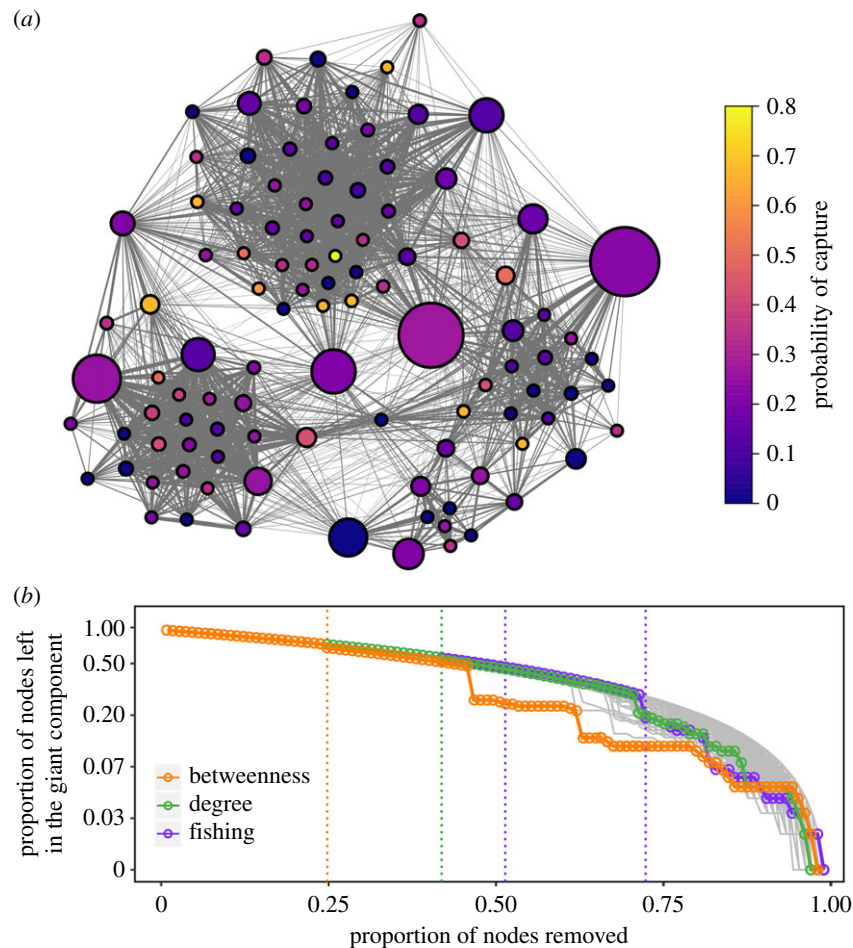 (a)
0.8
0.7
0.6
0.5
0.4
0.3
0.2
0.1
0
probability of capture
(b)
1.00
0.50
0.20
0.07
0.03
0
proportion of nodes left
in the giant component
betweenness
degree
fishing
0
0.25
0.50
0.75
1.00
proportion of nodes removed